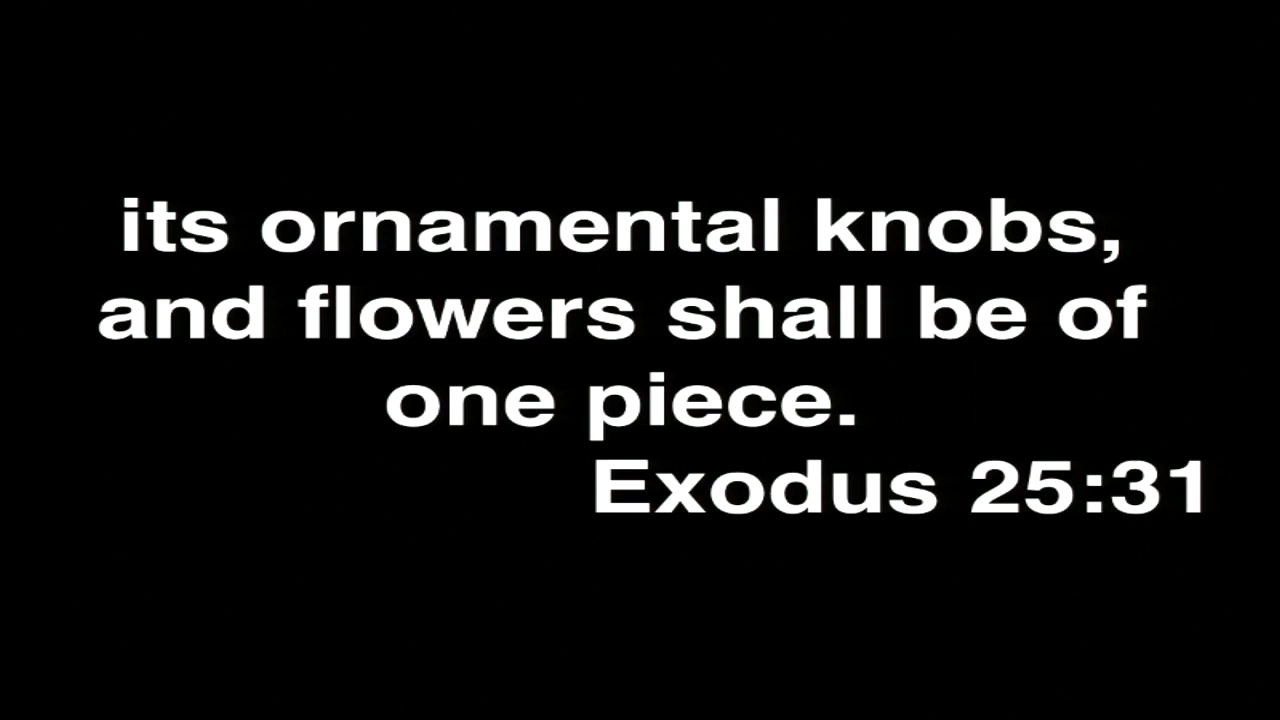 its ornamental knobs,
and flowers shall be of
one piece.
Exodus 25:31